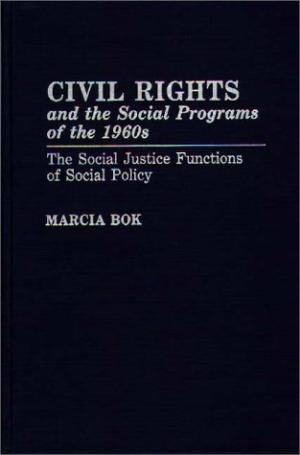 CIVIL RIGHTS
and the Social Programs
of the 1960s
The Social Justice Functions
of Social Policy
MARCIA BOK